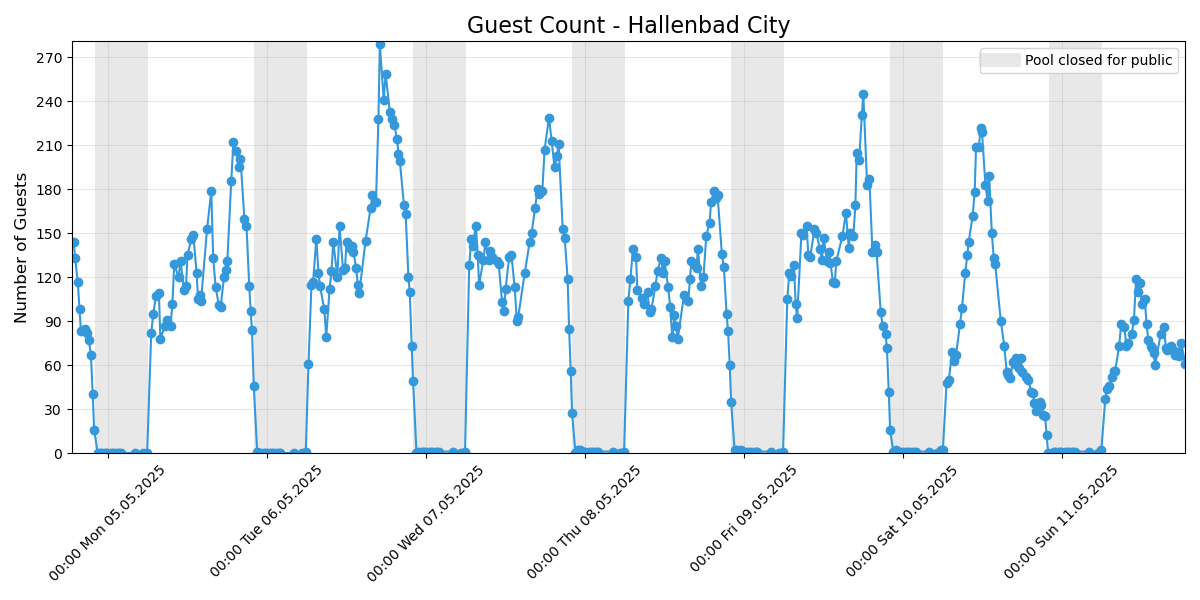 Guest Count - Hallenbad City
Pool closed for public
Number of Guests
270
240
210
180
150
120
90
60
30
0
00:00 Mon 05.05.2025
00:00 Tue 06.05.2025
00:00 Wed 07.05.2025
00:00 Thu 08.05.2025
00:00 Fri 09.05.2025
00:00 Sat 10.05.2025
00:00 Sun 11.05.2025